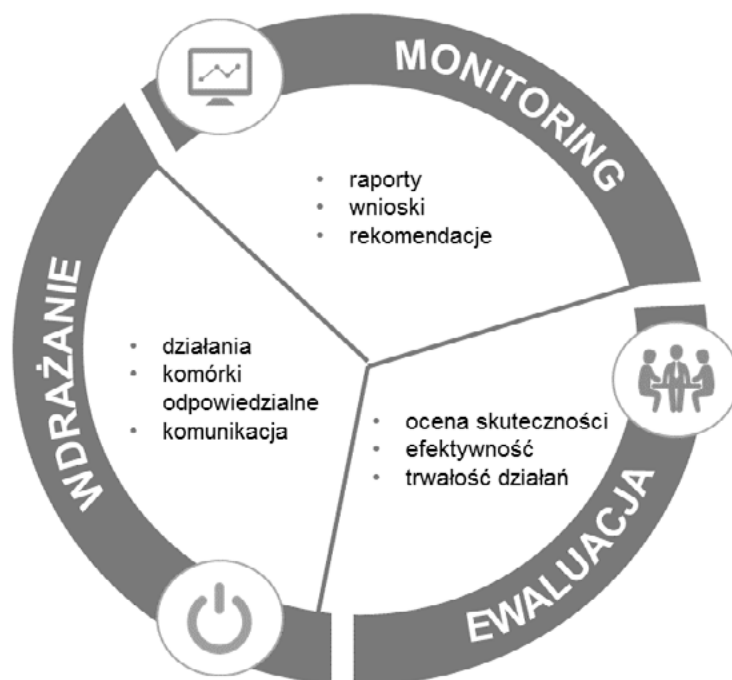 MONITORING
• raporty
• wnioski
• rekomendacje
WDRAŻANIE
• działania
• komórki
odpowiedzialne
• komunikacja
• ocena skuteczności
• efektywność
• trwałość działań
EWALUACJA